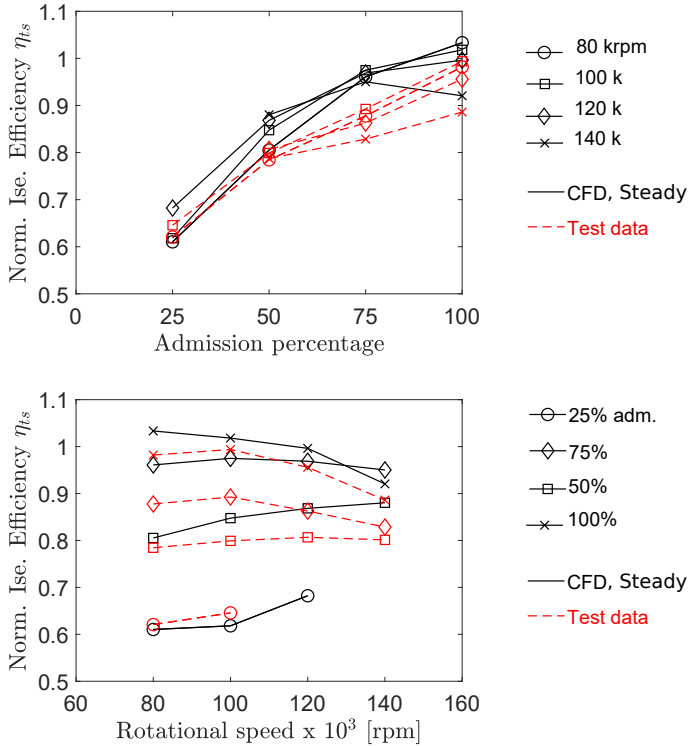 Norm. Ise. Efficiency η_ts
1.1
1
0.9
0.8
0.7
0.6
0.5
0
25
50
75
100
Admission percentage
80 krpm
100 k
120 k
140 k
CFD, Steady
Test data
Norm. Ise. Efficiency η_ts
1.1
1
0.9
0.8
0.7
0.6
0.5
60
80
100
120
140
160
Rotational speed x 10³ [rpm]
25% adm.
75%
50%
100%
CFD, Steady
Test data